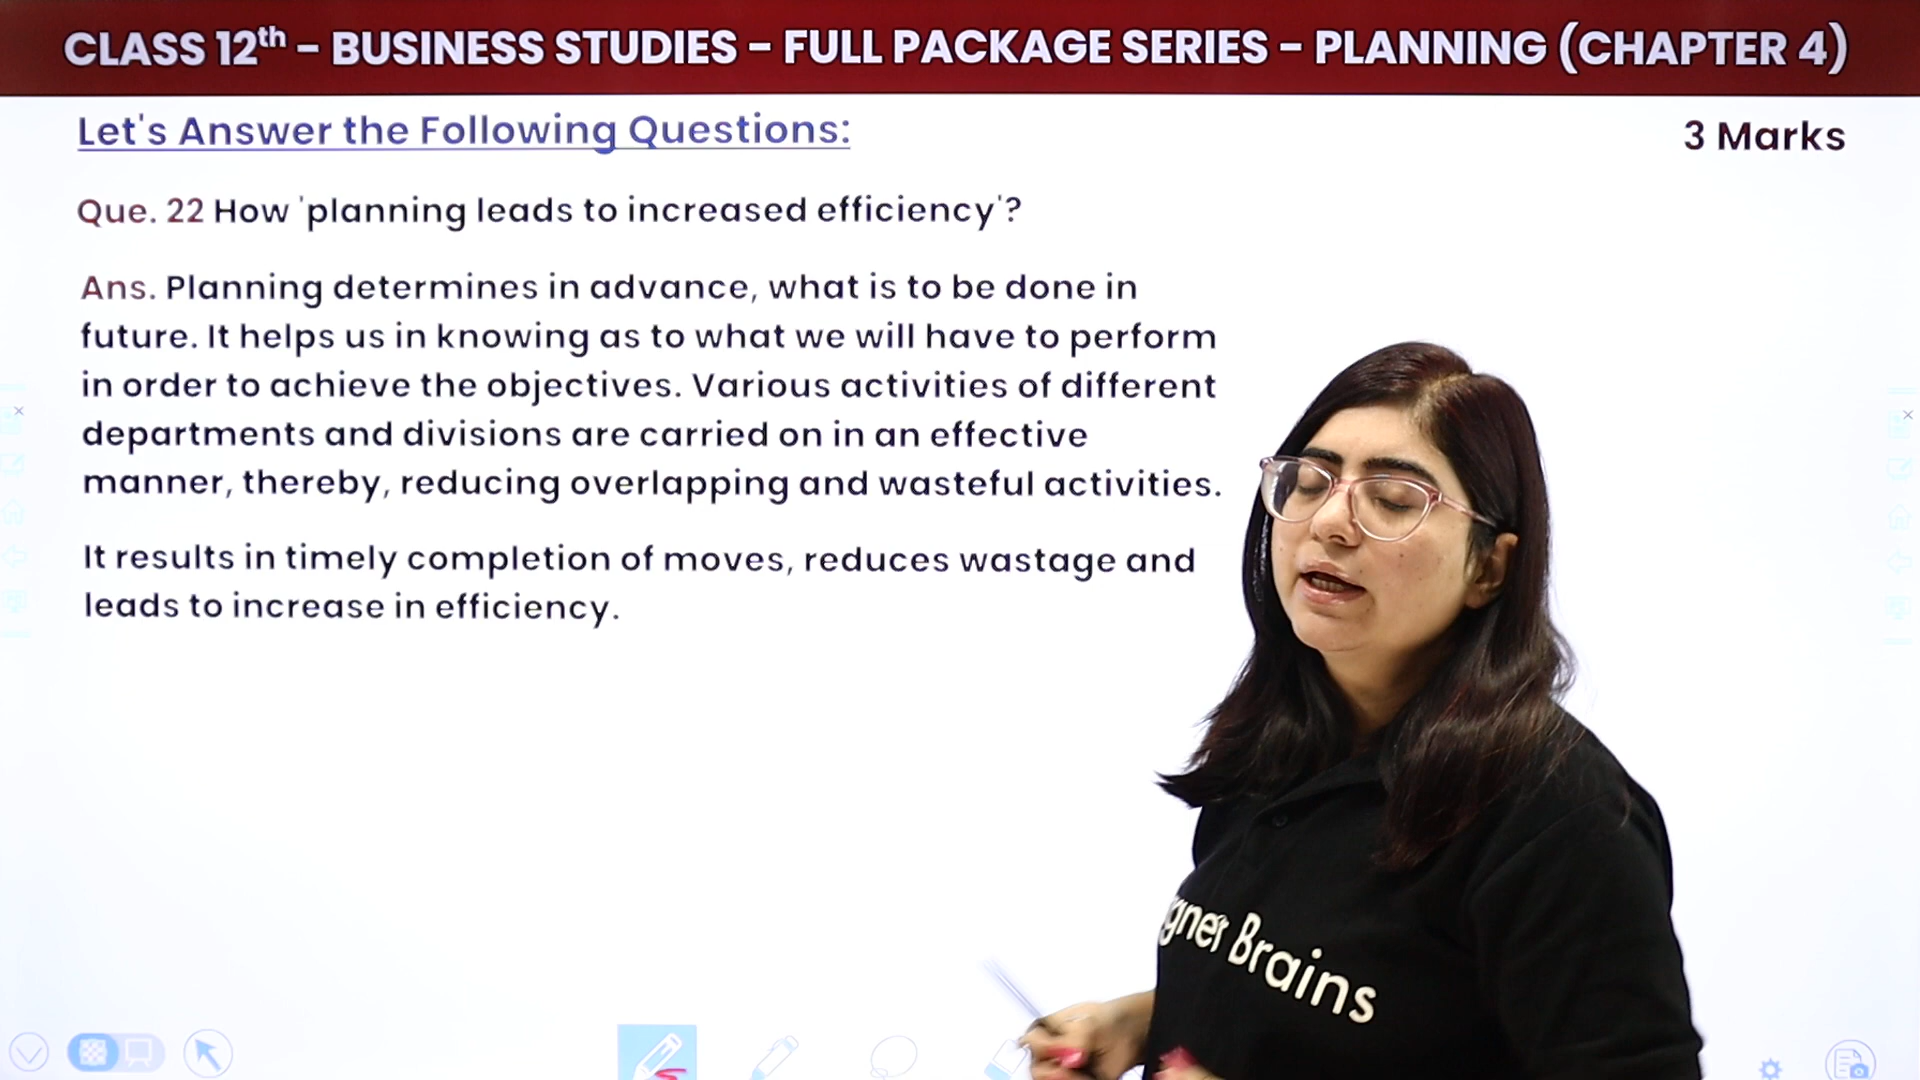 CLASS 12th – BUSINESS STUDIES – FULL PACKAGE SERIES – PLANNING (CHAPTER 4)
Let's Answer the Following Questions:
3 Marks
Que. 22 How 'planning leads to increased efficiency'?
Ans. Planning determines in advance, what is to be done in
future. It helps us in knowing as to what we will have to perform
in order to achieve the objectives. Various activities of different
departments and divisions are carried on in an effective
manner, thereby, reducing overlapping and wasteful activities.
It results in timely completion of moves, reduces wastage and
leads to increase in efficiency.
gner Brains